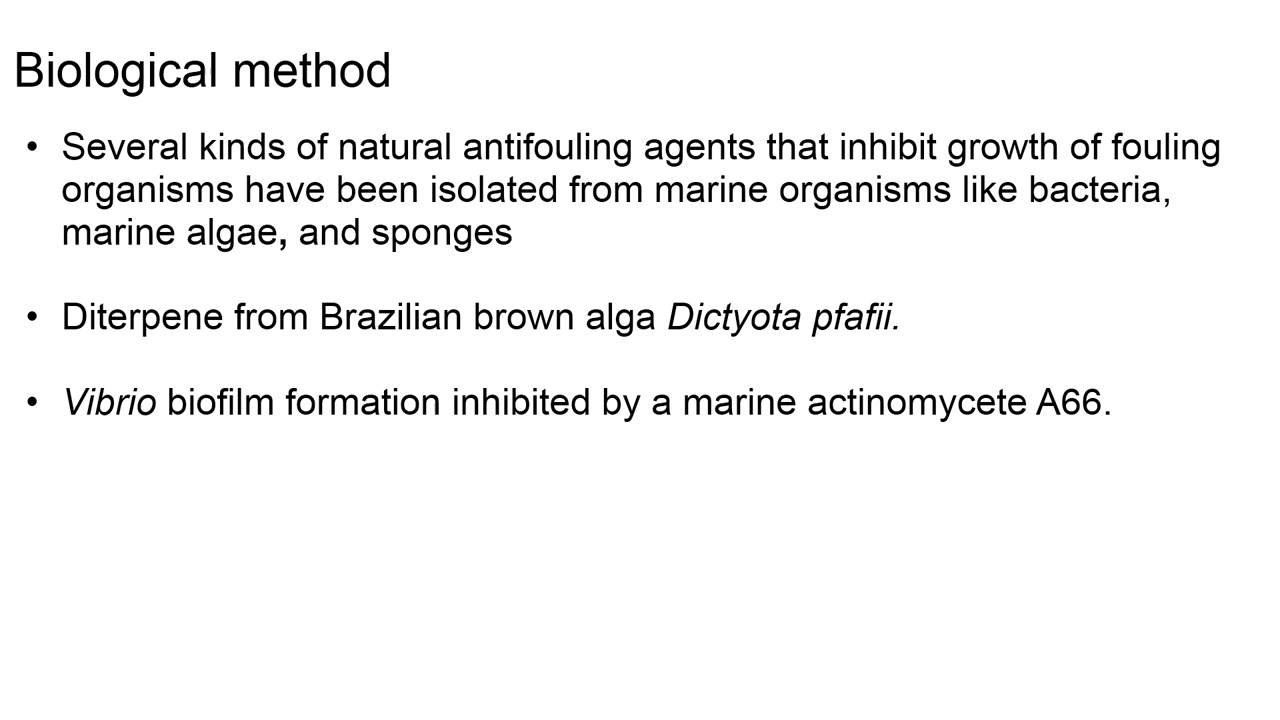 Biological method
• Several kinds of natural antifouling agents that inhibit growth of fouling
organisms have been isolated from marine organisms like bacteria,
marine algae, and sponges
• Diterpene from Brazilian brown alga Dictyota pfafii.
• Vibrio biofilm formation inhibited by a marine actinomycete A66.